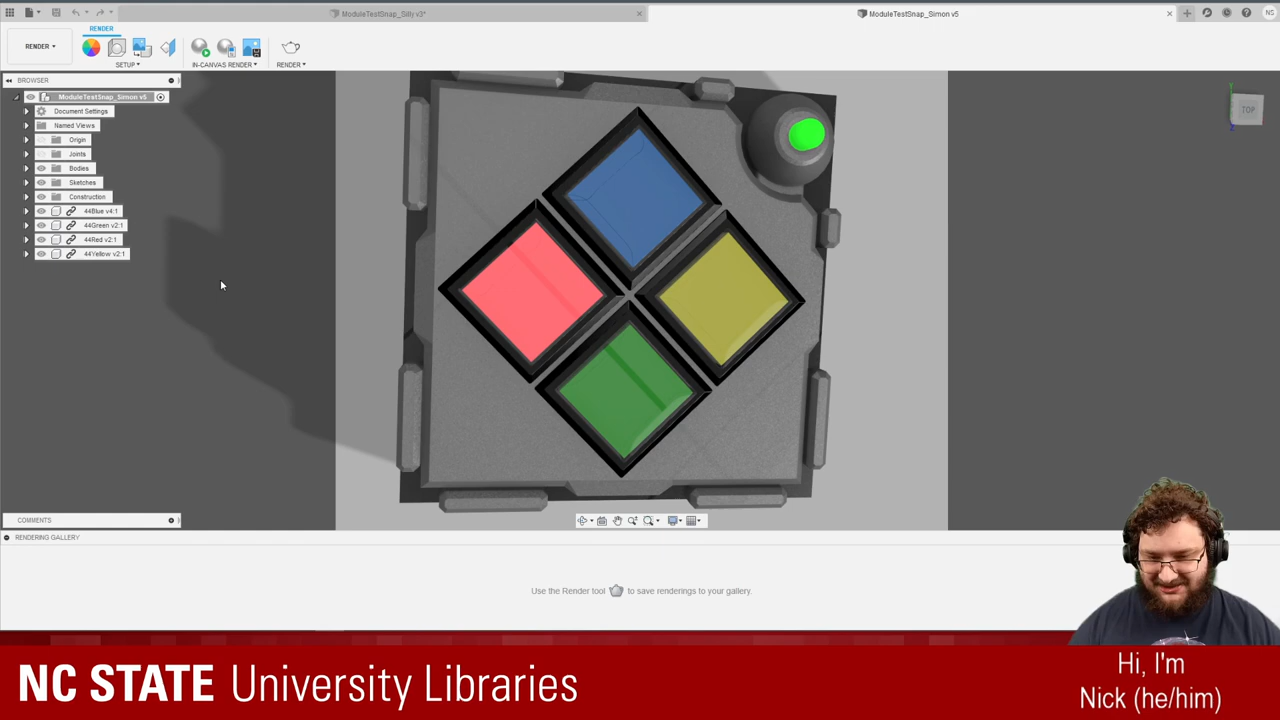 ModuleTestSnap_Silly v3*
ModuleTestSnap_Simon v5
NS
RENDER
RENDER
SETUP
IN-CANVAS RENDER
RENDER
BROWSER
ModuleTestSnap_Simon v5
Document Settings
Named Views
Origin
Joints
Bodies
Sketches
Construction
44Blue v4:1
44Green v2:1
44Red v2:1
44Yellow v2:1
TOP
COMMENTS
RENDERING GALLERY
Use the Render tool to save renderings to your gallery.
NC STATE University Libraries
Hi, I'm
Nick (he/him)